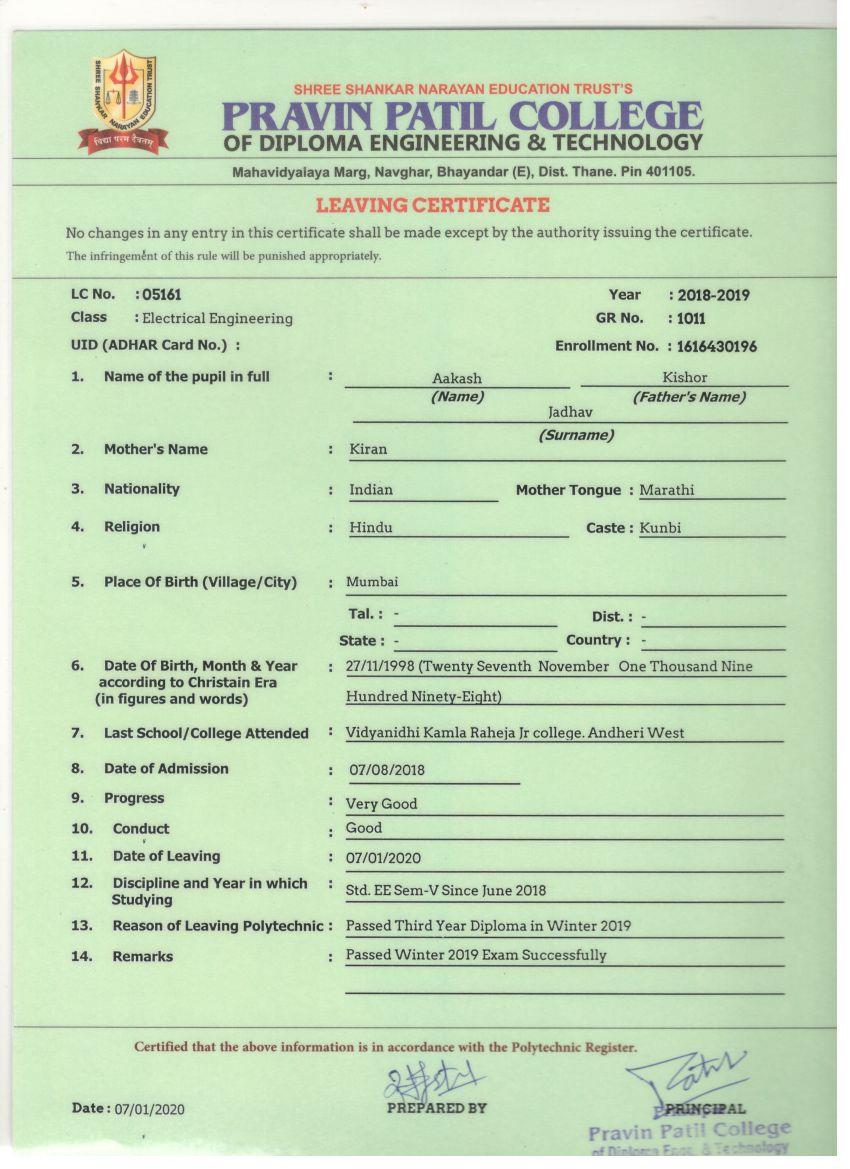 SHREE SHANKAR NARAYAN EDUCATION TRUST
विद्या परम दैवतम्
SHREE SHANKAR NARAYAN EDUCATION TRUST'S
PRAVIN PATIL COLLEGE
OF DIPLOMA ENGINEERING & TECHNOLOGY
Mahavidyalaya Marg, Navghar, Bhayandar (E), Dist. Thane. Pin 401105.
LEAVING CERTIFICATE
No changes in any entry in this certificate shall be made except by the authority issuing the certificate.
The infringement of this rule will be punished appropriately.
LC No. : 05161 Year : 2018-2019
Class : Electrical Engineering GR No. : 1011
UID (ADHAR Card No.) : Enrollment No. : 1616430196
1. Name of the pupil in full : Aakash Kishor
(Name) (Father's Name)
Jadhav
(Surname)
2. Mother's Name : Kiran
3. Nationality : Indian Mother Tongue : Marathi
4. Religion : Hindu Caste : Kunbi
5. Place Of Birth (Village/City) : Mumbai
Tal. : - Dist. : -
State : - Country : -
6. Date Of Birth, Month & Year : 27/11/1998 (Twenty Seventh November One Thousand Nine
according to Christain Era
(in figures and words) Hundred Ninety-Eight)
7. Last School/College Attended : Vidyanidhi Kamla Raheja Jr college. Andheri West
8. Date of Admission : 07/08/2018
9. Progress : Very Good
10. Conduct : Good
11. Date of Leaving : 07/01/2020
12. Discipline and Year in which : Std. EE Sem-V Since June 2018
Studying
13. Reason of Leaving Polytechnic : Passed Third Year Diploma in Winter 2019
14. Remarks : Passed Winter 2019 Exam Successfully
Certified that the above information is in accordance with the Polytechnic Register.
Date : 07/01/2020 PREPARED BY PRINCIPAL
Pravin Patil College
of Diploma Engg. & Technology